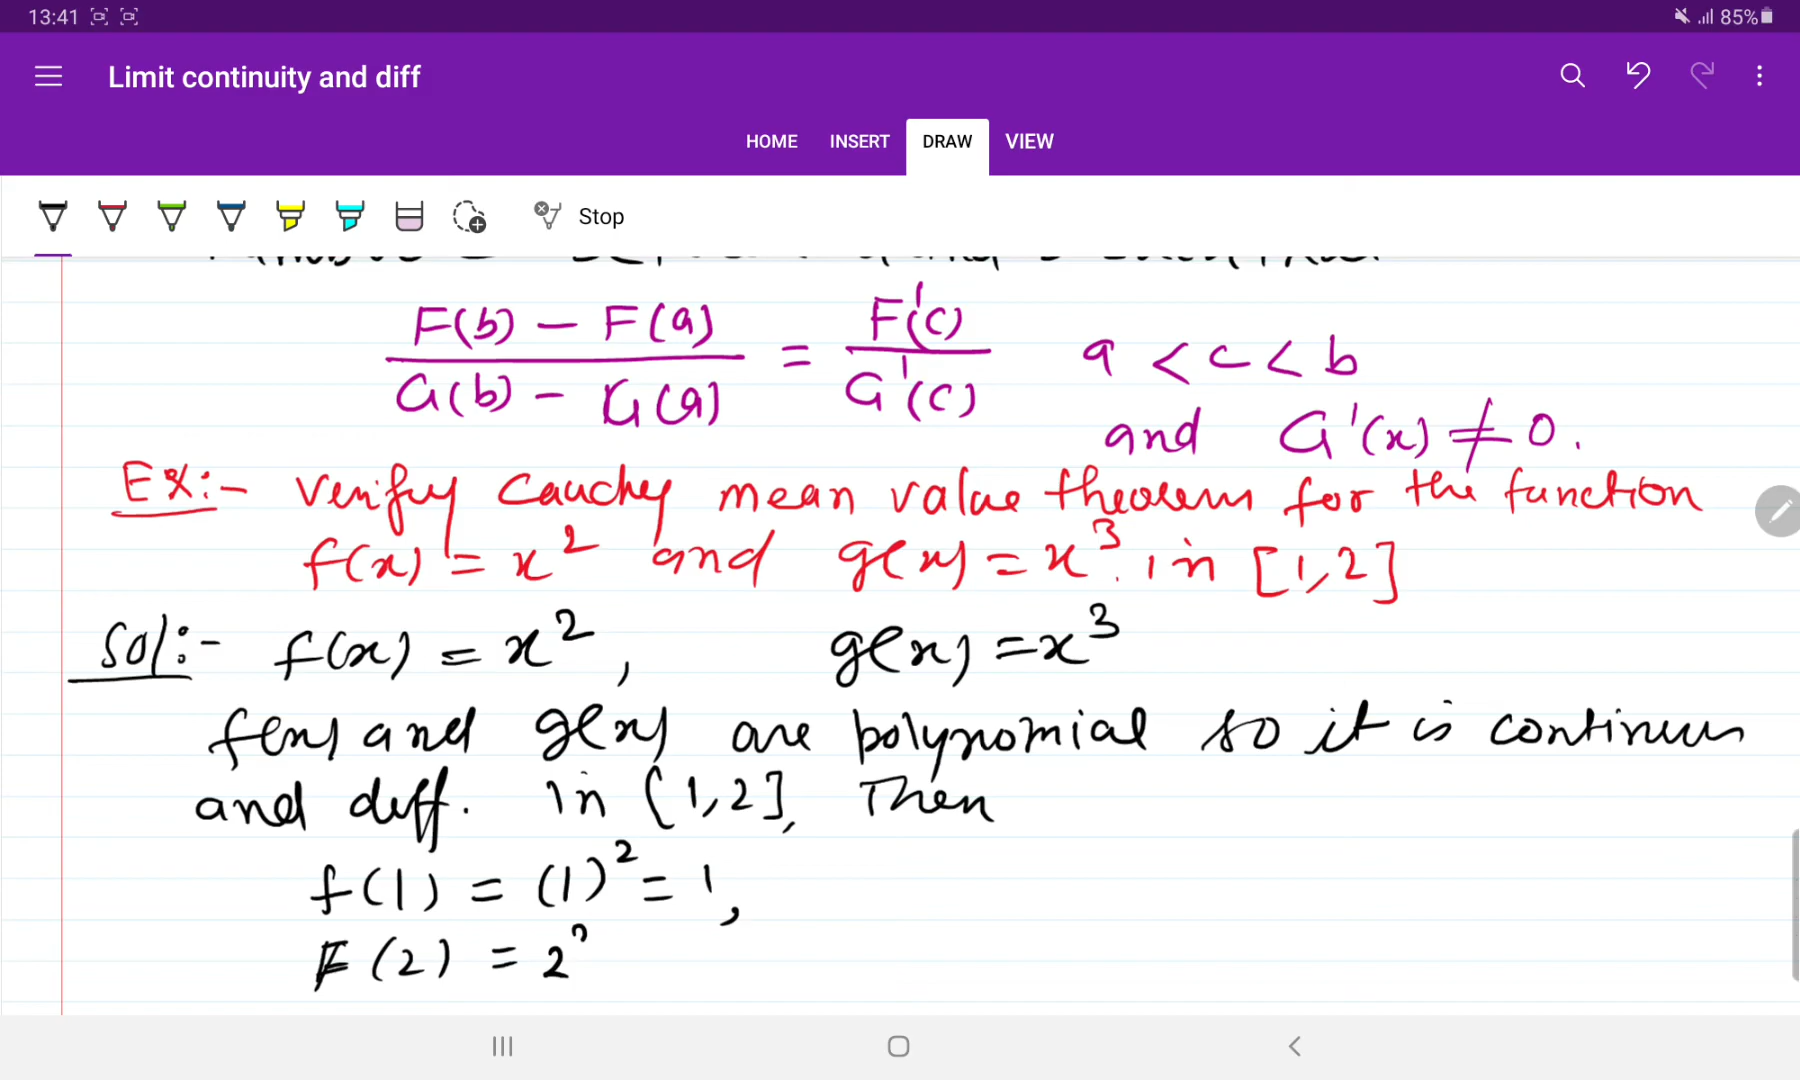 13:41 85%
Limit continuity and diff
HOME INSERT DRAW VIEW
Stop
F(b) - F(a) / G(b) - G(a) = F'(c) / G'(c) a < c < b
and G'(x) ≠ 0.
Ex:- Verify Cauchy mean value theorem for the function
f(x) = x² and g(x) = x³. in [1,2]
Sol:- f(x) = x², g(x) = x³
f(x) and g(x) are polynomial so it is continuous
and diff. in [1,2], Then
f(1) = (1)² = 1,
F(2) = 2²